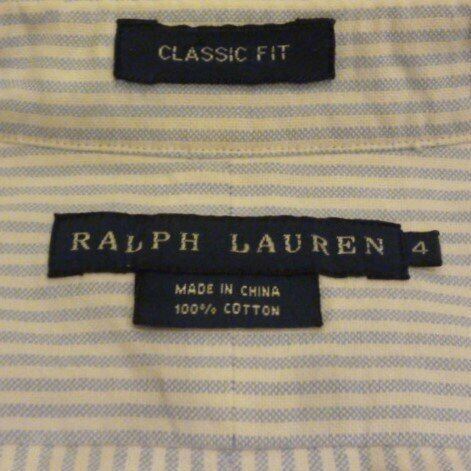 CLASSIC FIT
RALPH LAUREN 4
MADE IN CHINA
100% COTTON